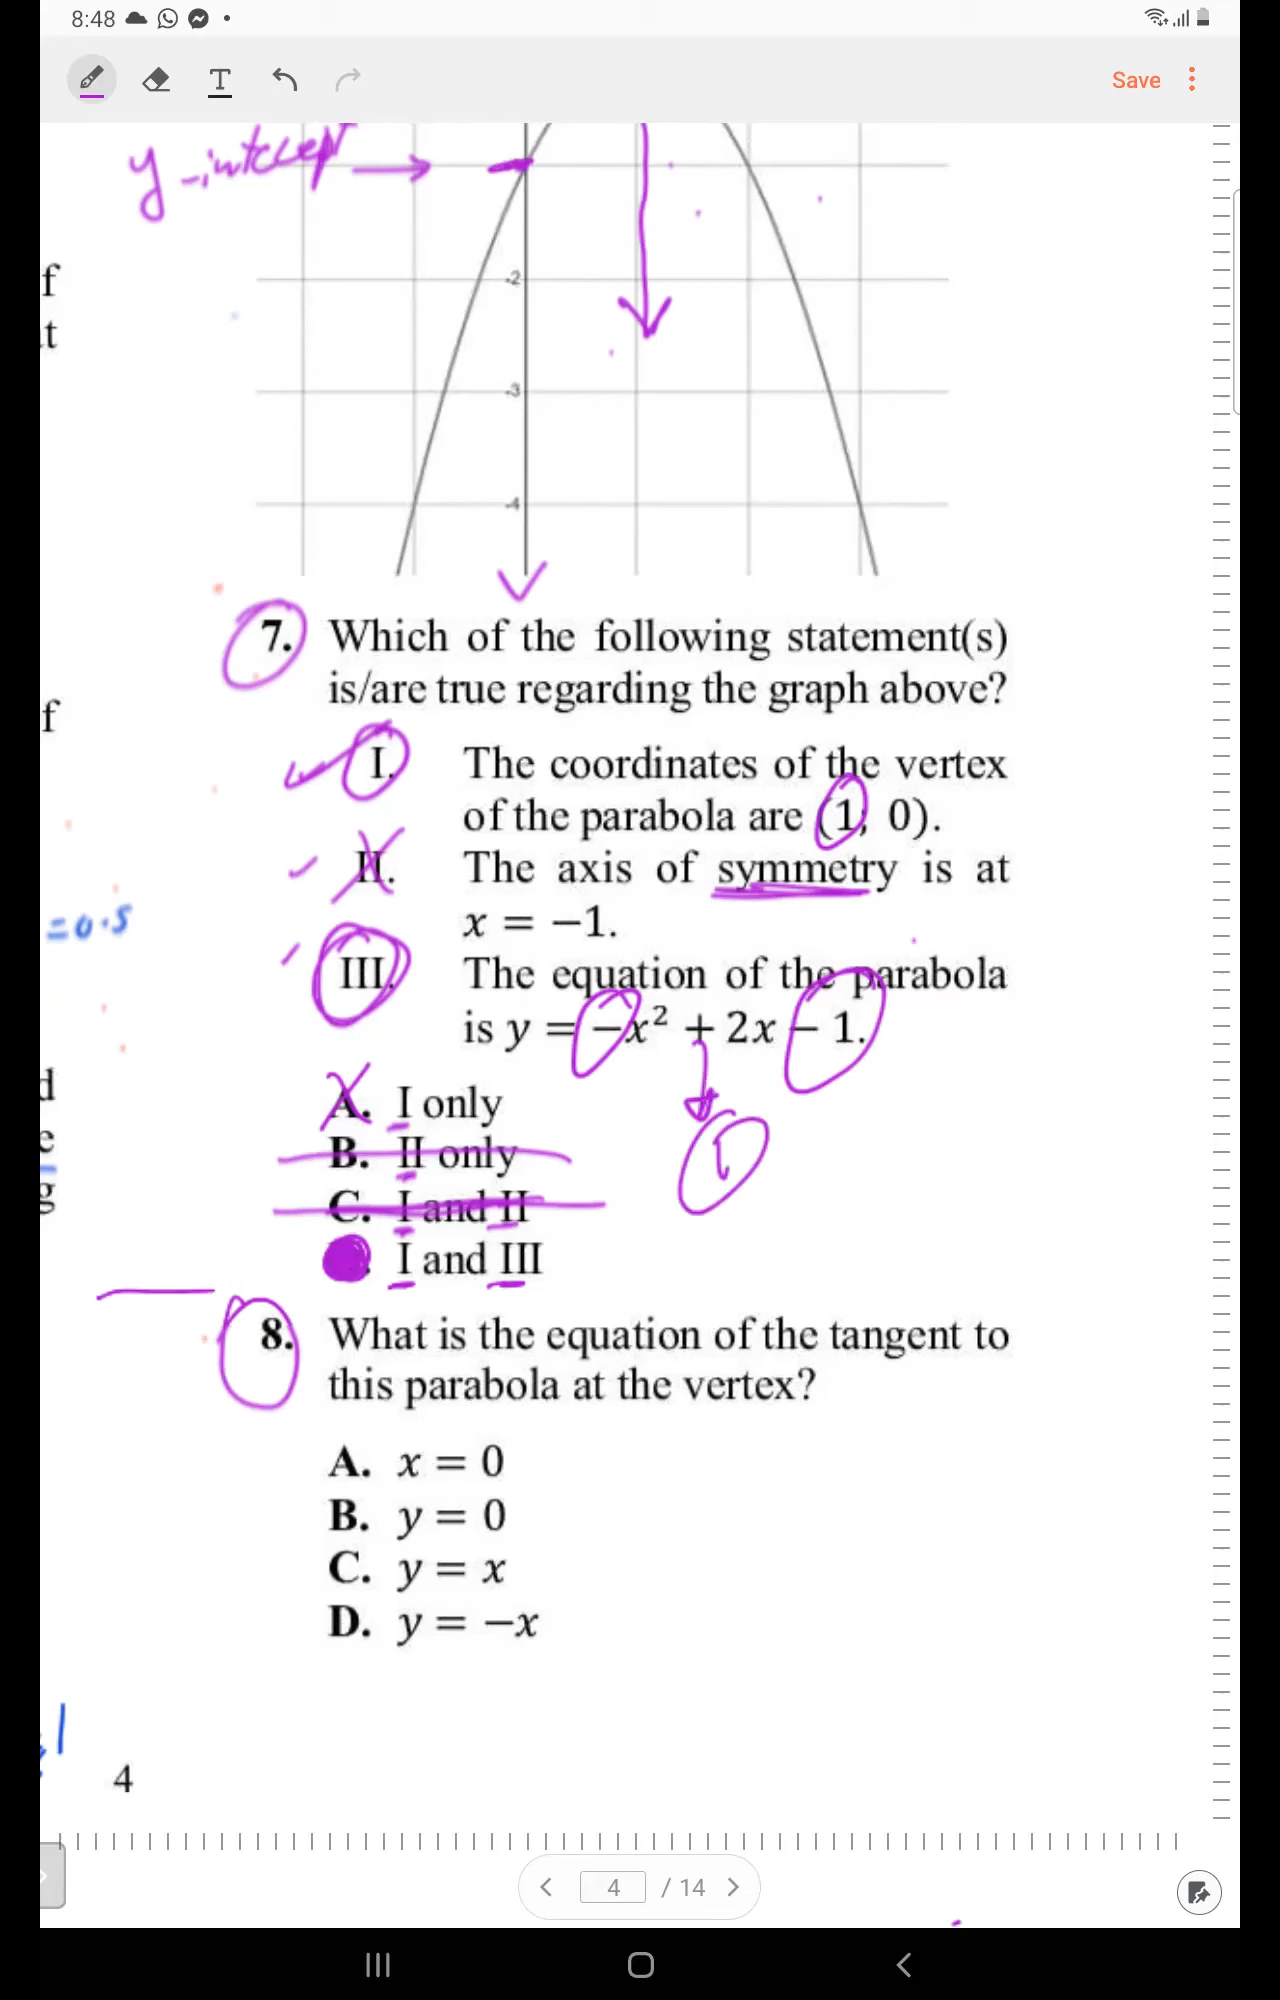 8:48
T
Save
y-intcept
f
-2
t
-3
-4
7. Which of the following statement(s)
is/are true regarding the graph above?
f
I. The coordinates of the vertex
of the parabola are (1, 0).
II. The axis of symmetry is at
x = −1.
=0.5
III. The equation of the parabola
is y = −x² + 2x − 1.
d
A. I only
e
B. II only
g
C. I and II
I and III
8. What is the equation of the tangent to
this parabola at the vertex?
A. x = 0
B. y = 0
C. y = x
D. y = −x
4
4 / 14